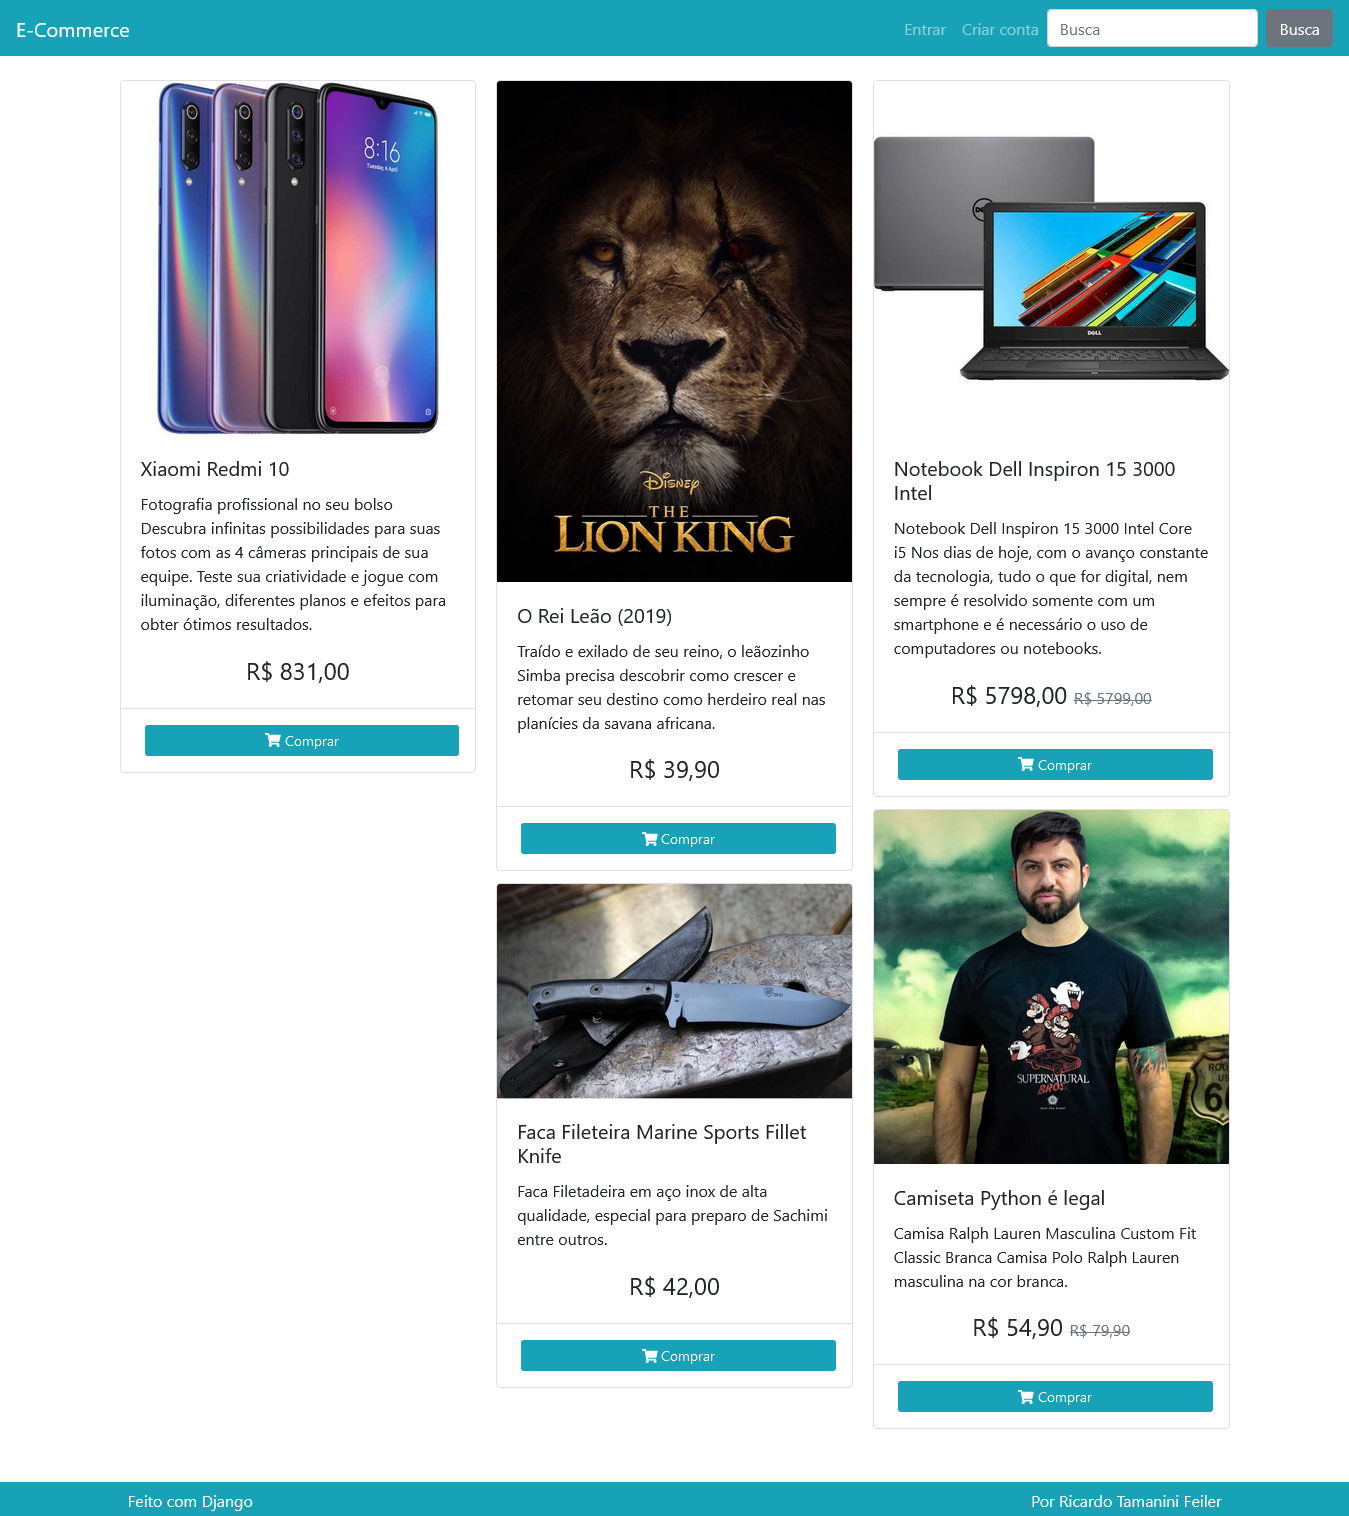 E-Commerce
Entrar
Criar conta
Busca
Busca
8:16
Tuesday, 6 April
Xiaomi Redmi 10
Fotografia profissional no seu bolso
Descubra infinitas possibilidades para suas
fotos com as 4 câmeras principais de sua
equipe. Teste sua criatividade e jogue com
iluminação, diferentes planos e efeitos para
obter ótimos resultados.
R$ 831,00
Comprar
DISNEY
THE
LION KING
O Rei Leão (2019)
Traído e exilado de seu reino, o leãozinho
Simba precisa descobrir como crescer e
retomar seu destino como herdeiro real nas
planícies da savana africana.
R$ 39,90
Comprar
Faca Fileteira Marine Sports Fillet
Knife
Faca Filetadeira em aço inox de alta
qualidade, especial para preparo de Sachimi
entre outros.
R$ 42,00
Comprar
DELL
Notebook Dell Inspiron 15 3000
Intel
Notebook Dell Inspiron 15 3000 Intel Core
i5 Nos dias de hoje, com o avanço constante
da tecnologia, tudo o que for digital, nem
sempre é resolvido somente com um
smartphone e é necessário o uso de
computadores ou notebooks.
R$ 5798,00 R$ 5799,00
Comprar
SUPERNATURAL
BROS
Camiseta Python é legal
Camisa Ralph Lauren Masculina Custom Fit
Classic Branca Camisa Polo Ralph Lauren
masculina na cor branca.
R$ 54,90 R$ 79,90
Comprar
Feito com Django
Por Ricardo Tamanini Feiler